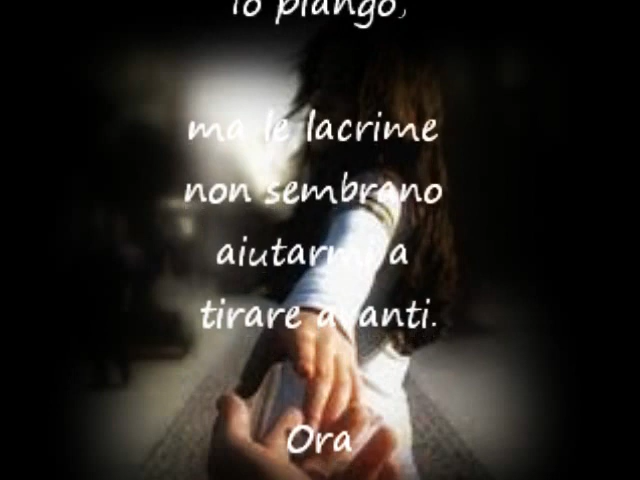 io piango,
ma le lacrime
non sembrano
aiutarmi a
tirare avanti.
Ora